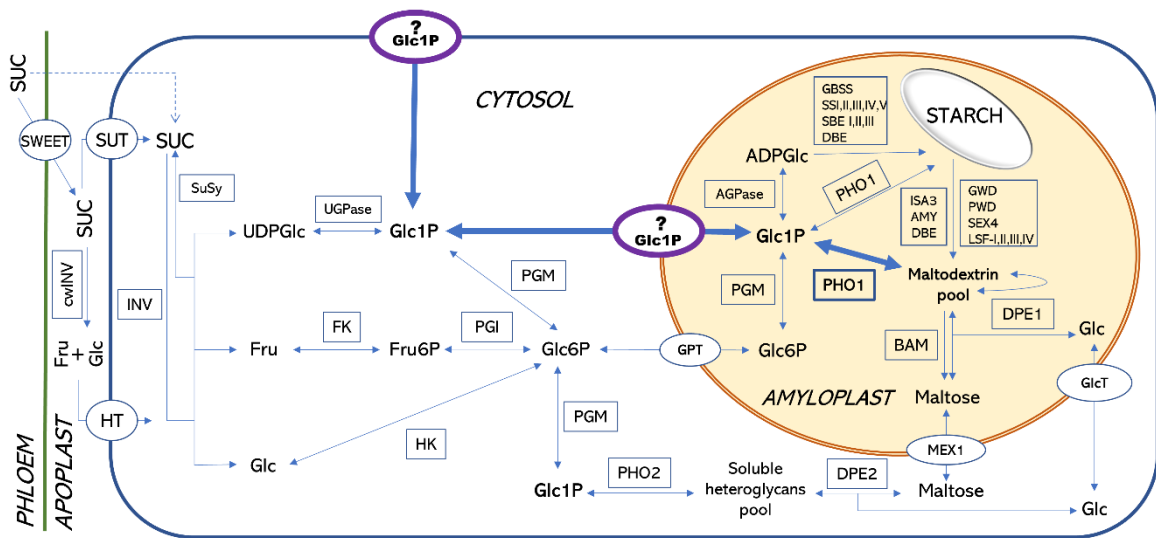 ?
Glc1P
SUC
SWEET
SUT
SUC
SUC
CYTOSOL
SuSy
UGPase
UDPGlc
Glc1P
cwINV
INV
PGM
Fru
+
Glc
HT
Fru
FK
Fru6P
PGI
Glc6P
Glc
HK
PGM
Glc1P
PHO2
Soluble
heteroglycans
pool
DPE2
Maltose
Glc
?
Glc1P
GBSS
SSI,II,III,IV,V
SBE I,II,III
DBE
STARCH
ADPGlc
AGPase
PHO1
ISA3
AMY
DBE
GWD
PWD
SEX4
LSF-I,II,III,IV
Glc1P
PHO1
Maltodextrin
pool
PGM
DPE1
Glc
BAM
GPT
Glc6P
AMYLOPLAST
Maltose
GlcT
MEX1
PHLOEM
APOPLAST